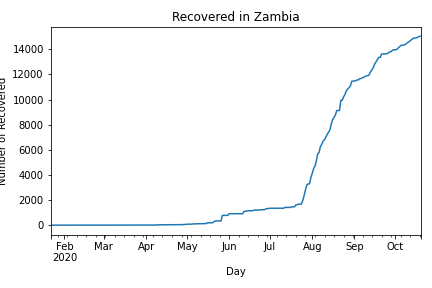 Recovered in Zambia
Number of Recovered
14000
12000
10000
8000
6000
4000
2000
0
Feb Mar Apr May Jun Jul Aug Sep Oct
2020
Day